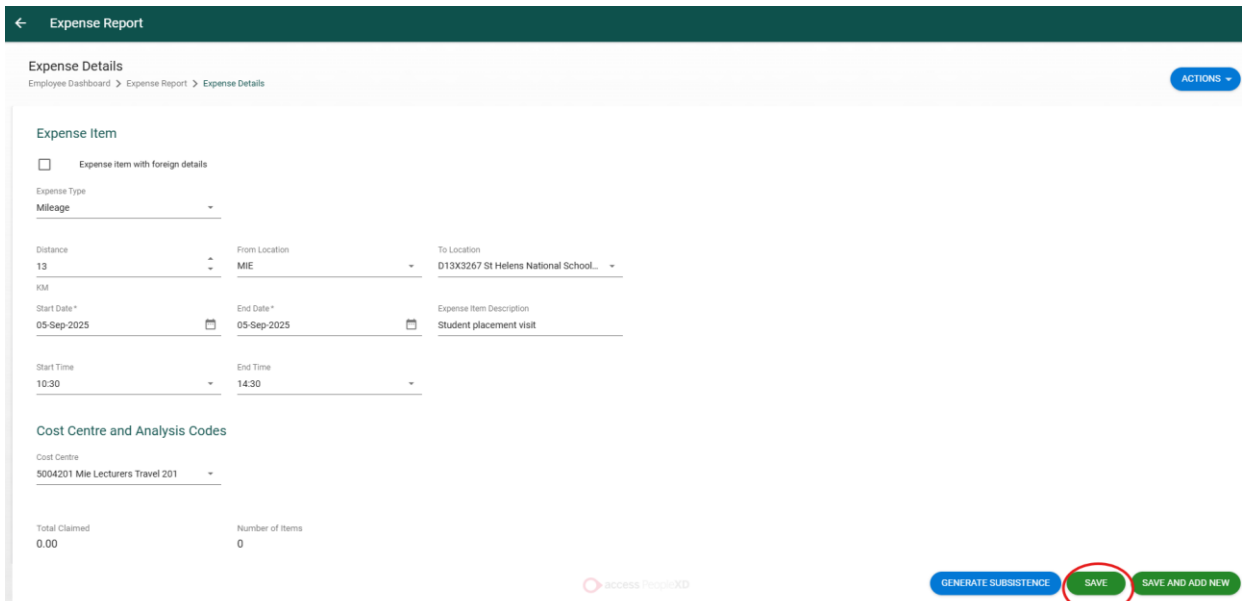 Expense Report
Expense Details
Employee Dashboard > Expense Report > Expense Details
ACTIONS
Expense Item
Expense item with foreign details
Expense Type
Mileage
Distance From Location To Location
13 MIE D13X3267 St Helens National School...
KM
Start Date* End Date* Expense Item Description
05-Sep-2025 05-Sep-2025 Student placement visit
Start Time End Time
10:30 14:30
Cost Centre and Analysis Codes
Cost Centre
5004201 Mie Lecturers Travel 201
Total Claimed Number of Items
0.00 0
access PeopleXD
GENERATE SUBSISTENCE SAVE SAVE AND ADD NEW